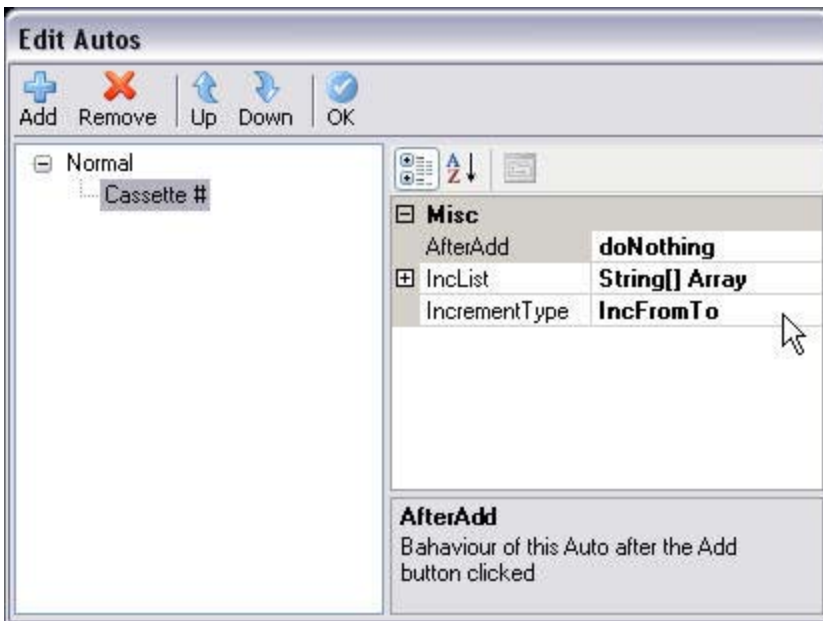 Edit Autos
Add Remove Up Down OK
Normal
Cassette #
A Z
Misc
AfterAdd doNothing
IncList String[] Array
IncrementType IncFromTo
AfterAdd
Bahaviour of this Auto after the Add
button clicked